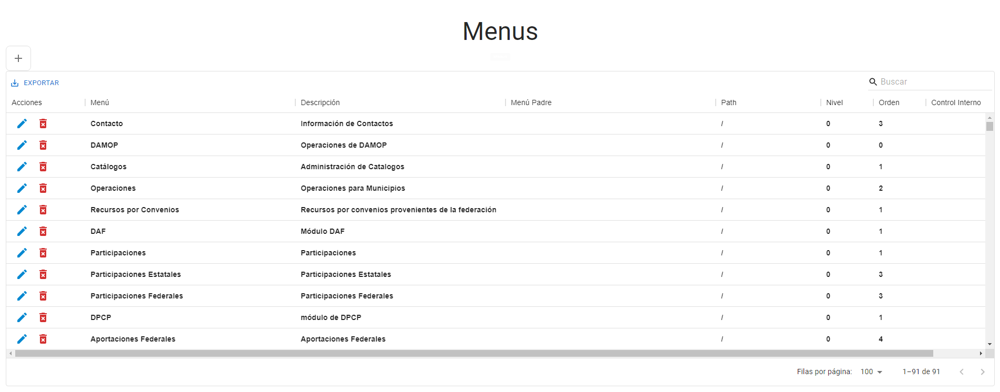 Menus
EXPORTAR
Buscar
Acciones Menú Descripción Menú Padre Path Nivel Orden Control Interno
Contacto Información de Contactos / 0 3
DAMOP Operaciones de DAMOP / 0 0
Catálogos Administración de Catalogos / 0 1
Operaciones Operaciones para Municipios / 0 2
Recursos por Convenios Recursos por convenios provenientes de la federación / 0 1
DAF Módulo DAF / 0 1
Participaciones Participaciones / 0 1
Participaciones Estatales Participaciones Estatales / 0 3
Participaciones Federales Participaciones Federales / 0 3
DPCP módulo de DPCP / 0 1
Aportaciones Federales Aportaciones Federales / 0 4
Filas por página: 100 1–91 de 91